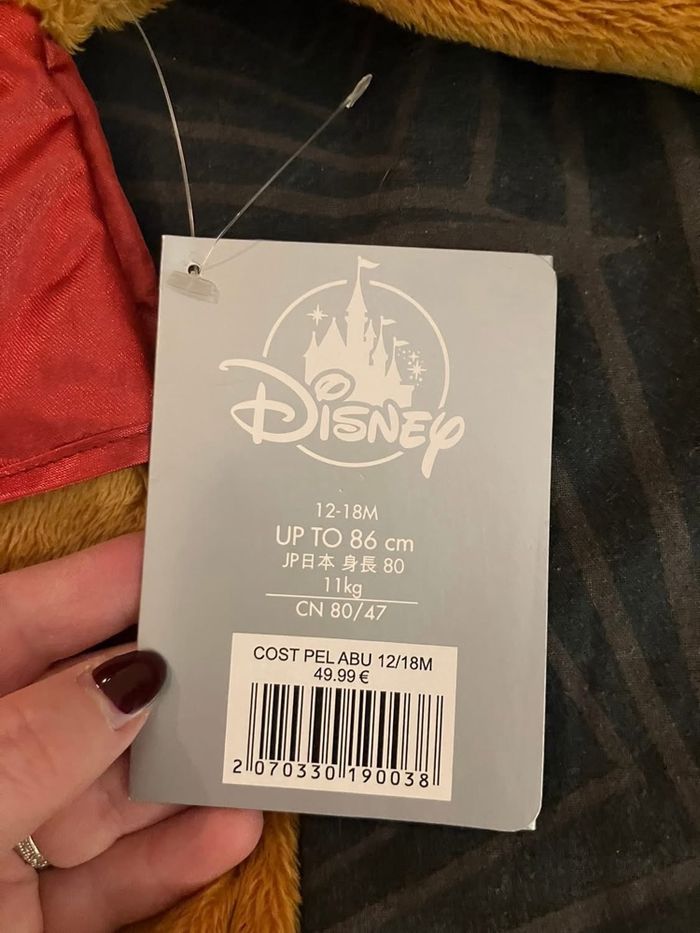 Disney
12-18M
UP TO 86 cm
JP日本 身長 80
11kg
CN 80/47
COST PEL ABU 12/18M
49.99 €
2 070330 190038